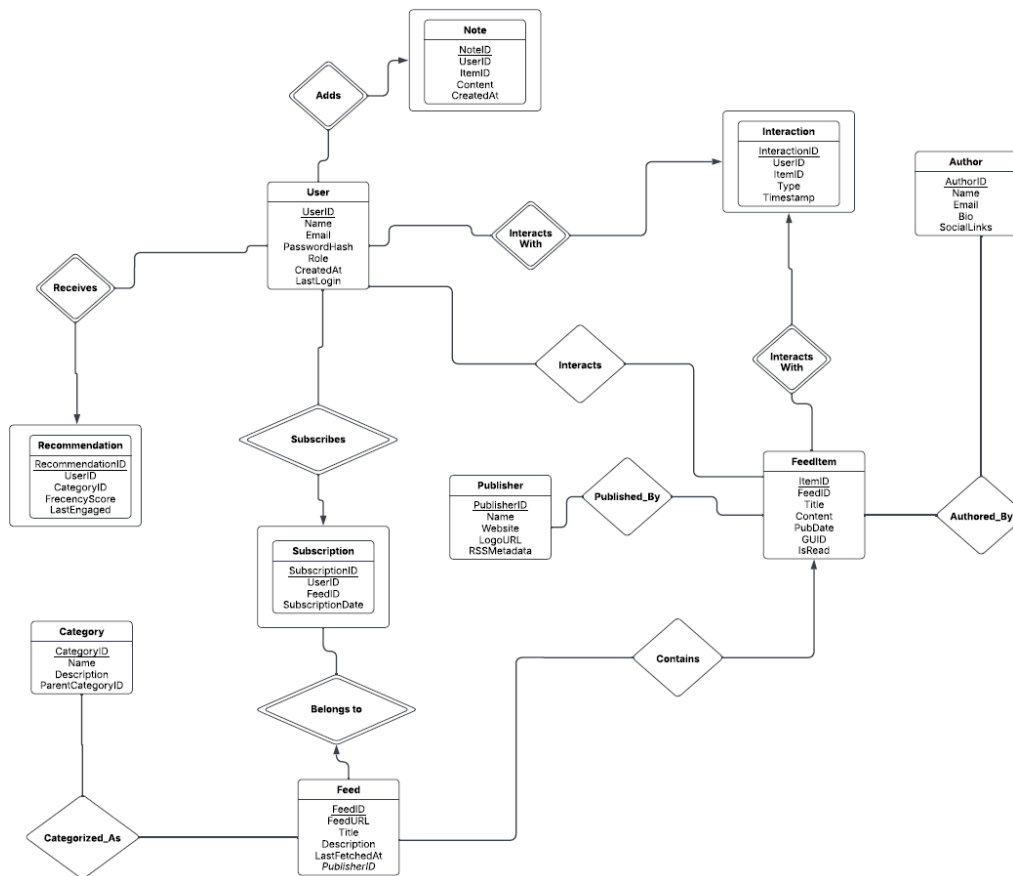 Note
NoteID
UserID
ItemID
Content
CreatedAt
Adds
Interaction
InteractionID
UserID
ItemID
Type
Timestamp
Author
AuthorID
Name
Email
Bio
SocialLinks
User
UserID
Name
Email
PasswordHash
Role
CreatedAt
LastLogin
Interacts
With
Receives
Interacts
Interacts
With
Recommendation
RecommendationID
UserID
CategoryID
FrecencyScore
LastEngaged
Subscribes
Publisher
PublisherID
Name
Website
LogoURL
RSSMetadata
Published_By
FeedItem
ItemID
FeedID
Title
Content
PubDate
GUID
IsRead
Authored_By
Subscription
SubscriptionID
UserID
FeedID
SubscriptionDate
Category
CategoryID
Name
Description
ParentCategoryID
Contains
Belongs to
Feed
FeedID
FeedURL
Title
Description
LastFetchedAt
PublisherID
Categorized_As